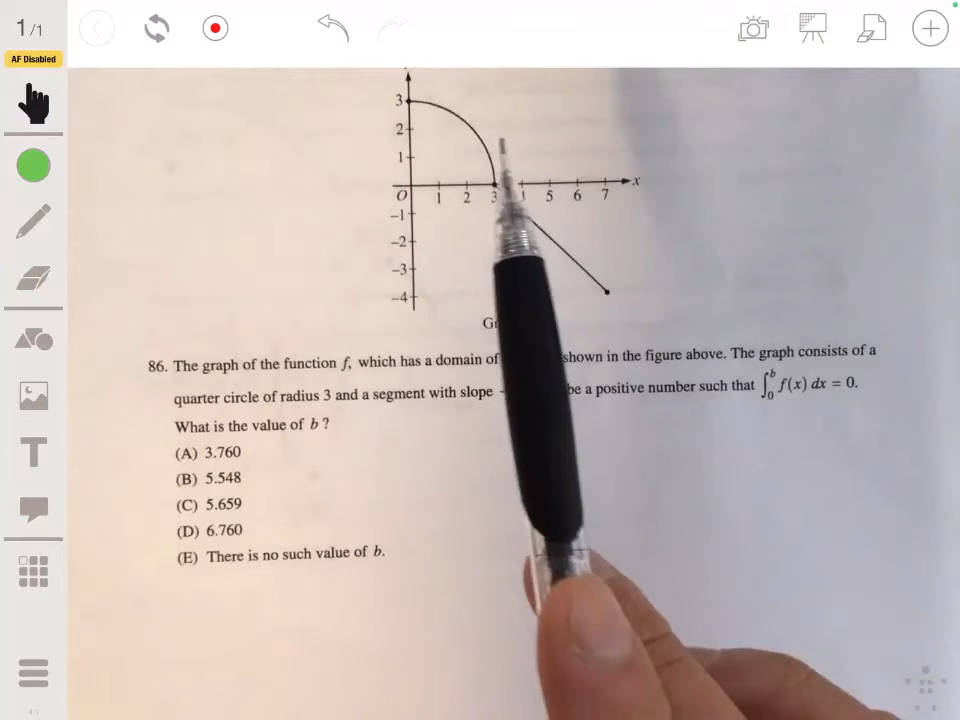 1/1
AF Disabled
3
2
1
O 1 2 3 5 6 7 x
-1
-2
-3
-4
86. The graph of the function f, which has a domain of shown in the figure above. The graph consists of a
quarter circle of radius 3 and a segment with slope be a positive number such that ∫₀ᵇ f(x) dx = 0.
What is the value of b?
(A) 3.760
(B) 5.548
(C) 5.659
(D) 6.760
(E) There is no such value of b.
T